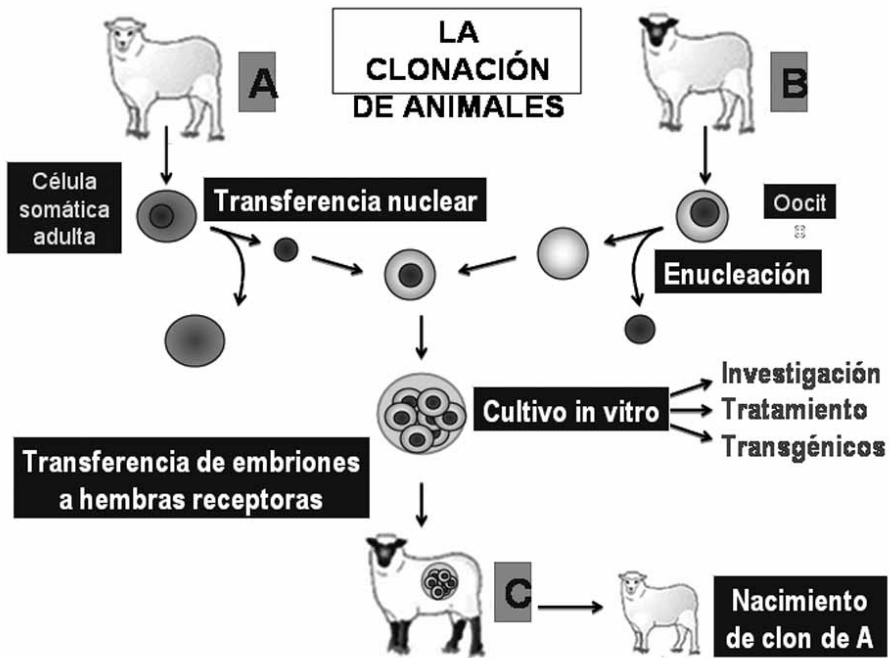 LA
CLONACIÓN
DE ANIMALES
A
B
Célula
somática
adulta
Transferencia nuclear
Oocit
Enucleación
Cultivo in vitro
Investigación
Tratamiento
Transgénicos
Transferencia de embriones
a hembras receptoras
C
Nacimiento
de clon de A